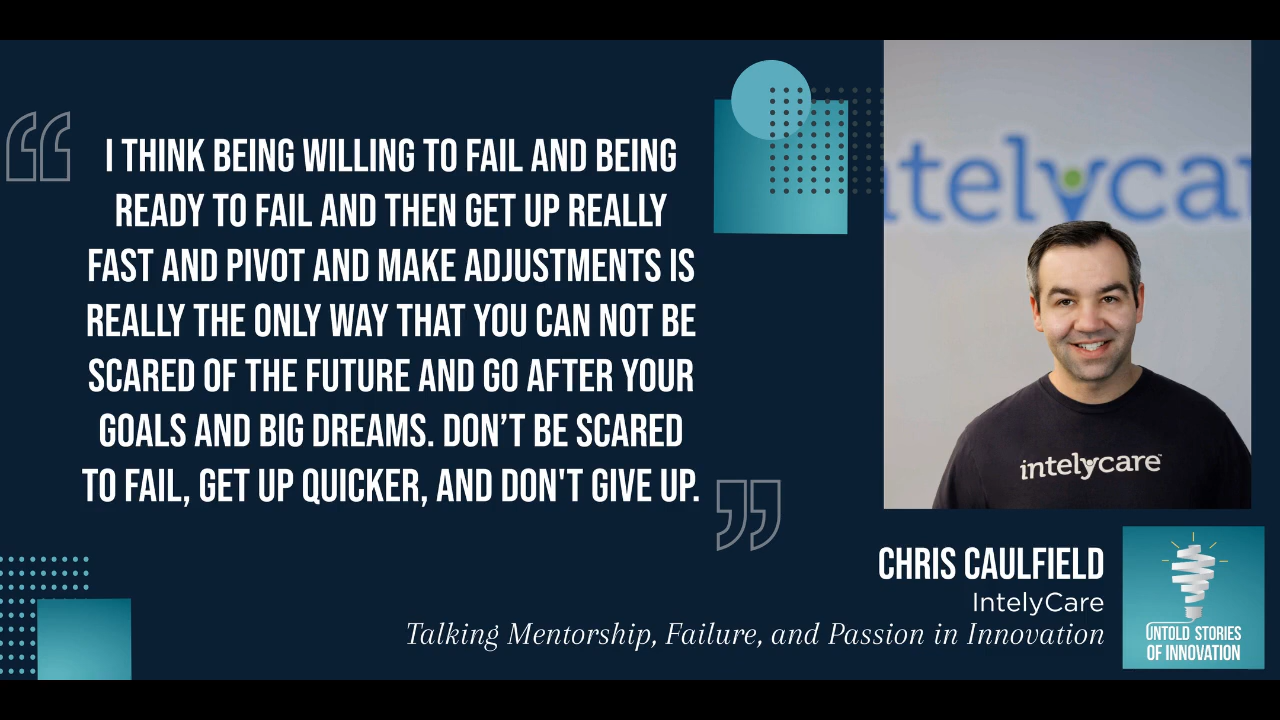 I THINK BEING WILLING TO FAIL AND BEING
READY TO FAIL AND THEN GET UP REALLY
FAST AND PIVOT AND MAKE ADJUSTMENTS IS
REALLY THE ONLY WAY THAT YOU CAN NOT BE
SCARED OF THE FUTURE AND GO AFTER YOUR
GOALS AND BIG DREAMS. DON’T BE SCARED
TO FAIL, GET UP QUICKER, AND DON'T GIVE UP.
telycar
intelycare™
CHRIS CAULFIELD
IntelyCare
Talking Mentorship, Failure, and Passion in Innovation
UNTOLD STORIES
OF INNOVATION